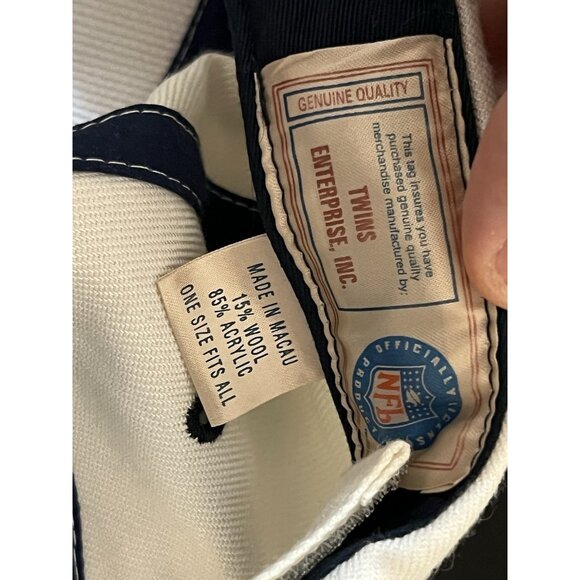 GENUINE QUALITY
This tag insures you have
purchased genuine quality
merchandise manufactured by:
TWINS
ENTERPRISE, INC.
OFFICIALLY
NFL
MADE IN MACAU
15% WOOL
85% ACRYLIC
ONE SIZE FITS ALL